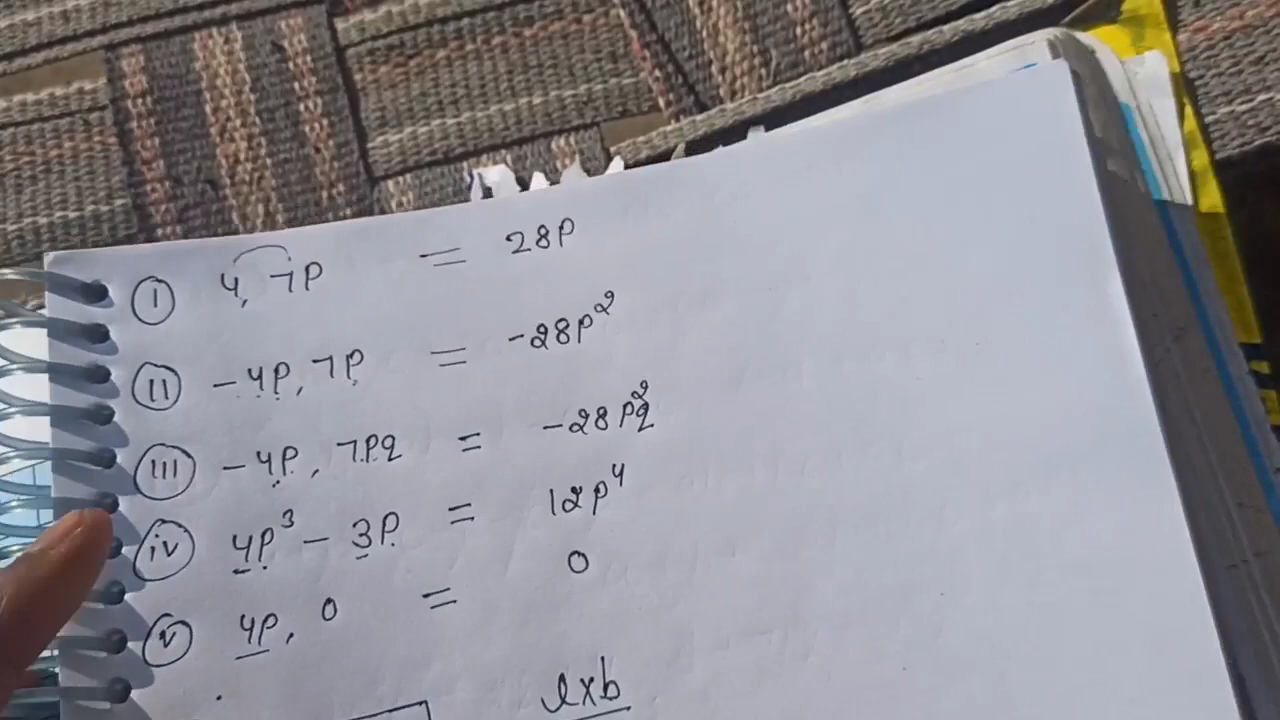 (i) 4, 7P = 28P
(ii) -4P, 7P = -28P²
(iii) -4P, 7Pq = -28P²q
(iv) 4P³ - 3P = 12P⁴
(v) 4P, 0 = 0
l×b